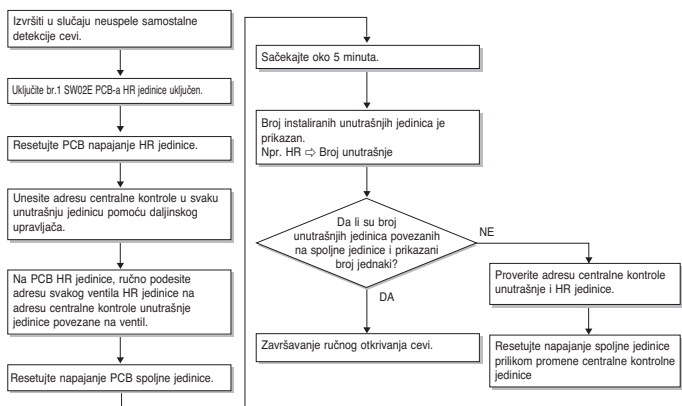 Izvršiti u slučaju neuspele samostalne
detekcije cevi.
Uključite br.1 SW02E PCB-a HR jedinice uključen.
Resetujte PCB napajanje HR jedinice.
Unesite adresu centralne kontrole u svaku
unutrašnju jedinicu pomoću daljinskog
upravljača.
Na PCB HR jedinice, ručno podesite
adresu svakog ventila HR jedinice na
adresu centralne kontrole unutrašnje
jedinice povezane na ventil.
Resetujte napajanje PCB spoljne jedinice.
Sačekajte oko 5 minuta.
Broj instaliranih unutrašnjih jedinica je
prikazan.
Npr. HR ⇨ Broj unutrašnje
Da li su broj
unutrašnjih jedinica povezanih
na spoljne jedinice i prikazani
broj jednaki?
NE
DA
Završavanje ručnog otkrivanja cevi.
Proverite adresu centralne kontrole
unutrašnje i HR jedinice.
Resetujte napajanje spoljne jedinice
prilikom promene centralne kontrolne
jedinice